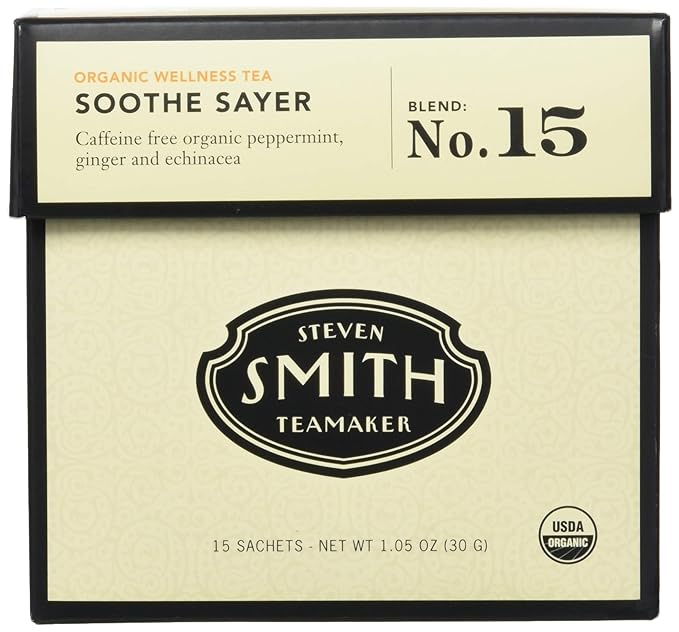 ORGANIC WELLNESS TEA
SOOTHE SAYER
Caffeine free organic peppermint,
ginger and echinacea
BLEND:
No. 15
STEVEN
SMITH
TEAMAKER
15 SACHETS - NET WT 1.05 OZ (30 G)
USDA
ORGANIC